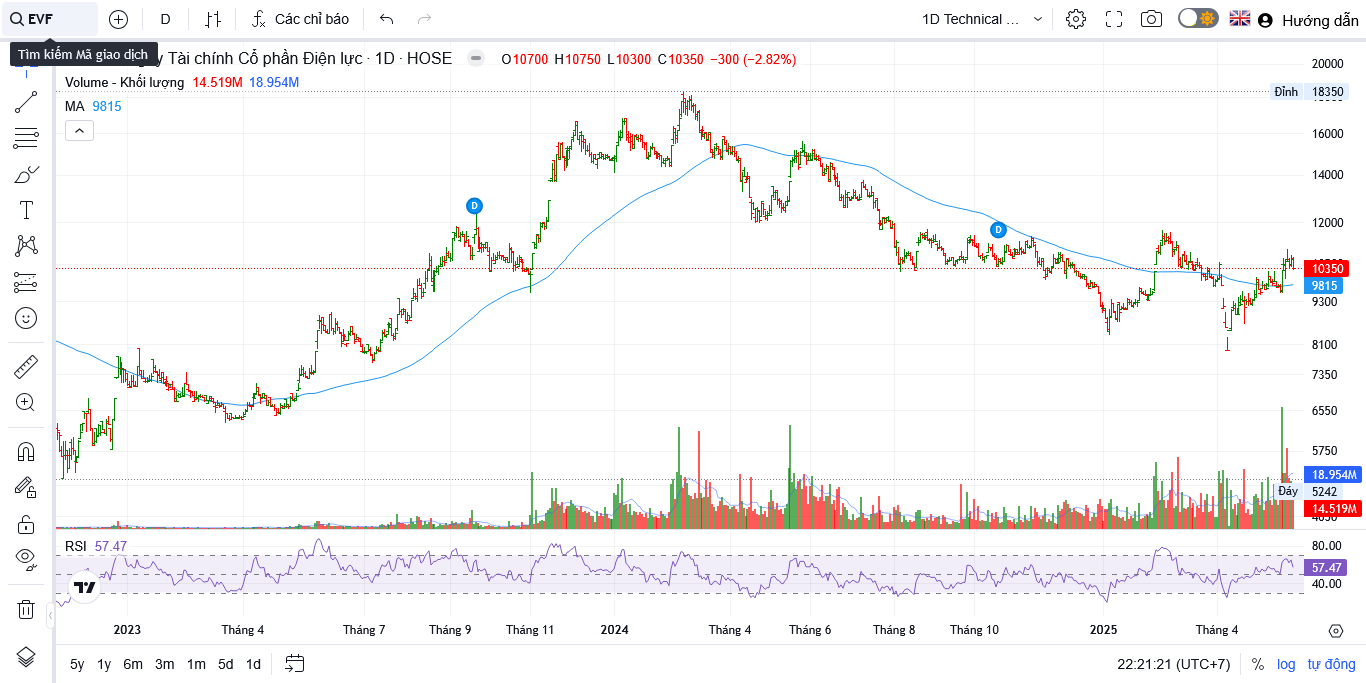 EVF
D
Các chỉ báo
1D Technical ...
Hướng dẫn
Tìm kiếm Mã giao dịch
y Tài chính Cổ phần Điện lực · 1D · HOSE
O10700 H10750 L10300 C10350 −300 (−2.82%)
Volume - Khối lượng 14.519M 18.954M
MA 9815
20000
Đỉnh 18350
16000
14000
12000
10350
9815
9300
8100
7350
6550
5750
18.954M
Đáy 5242
14.519M
D
D
RSI 57.47
80.00
57.47
40.00
2023 Tháng 4 Tháng 7 Tháng 9 Tháng 11 2024 Tháng 4 Tháng 6 Tháng 8 Tháng 10 2025 Tháng 4
5y 1y 6m 3m 1m 5d 1d
22:21:21 (UTC+7) % log tự động